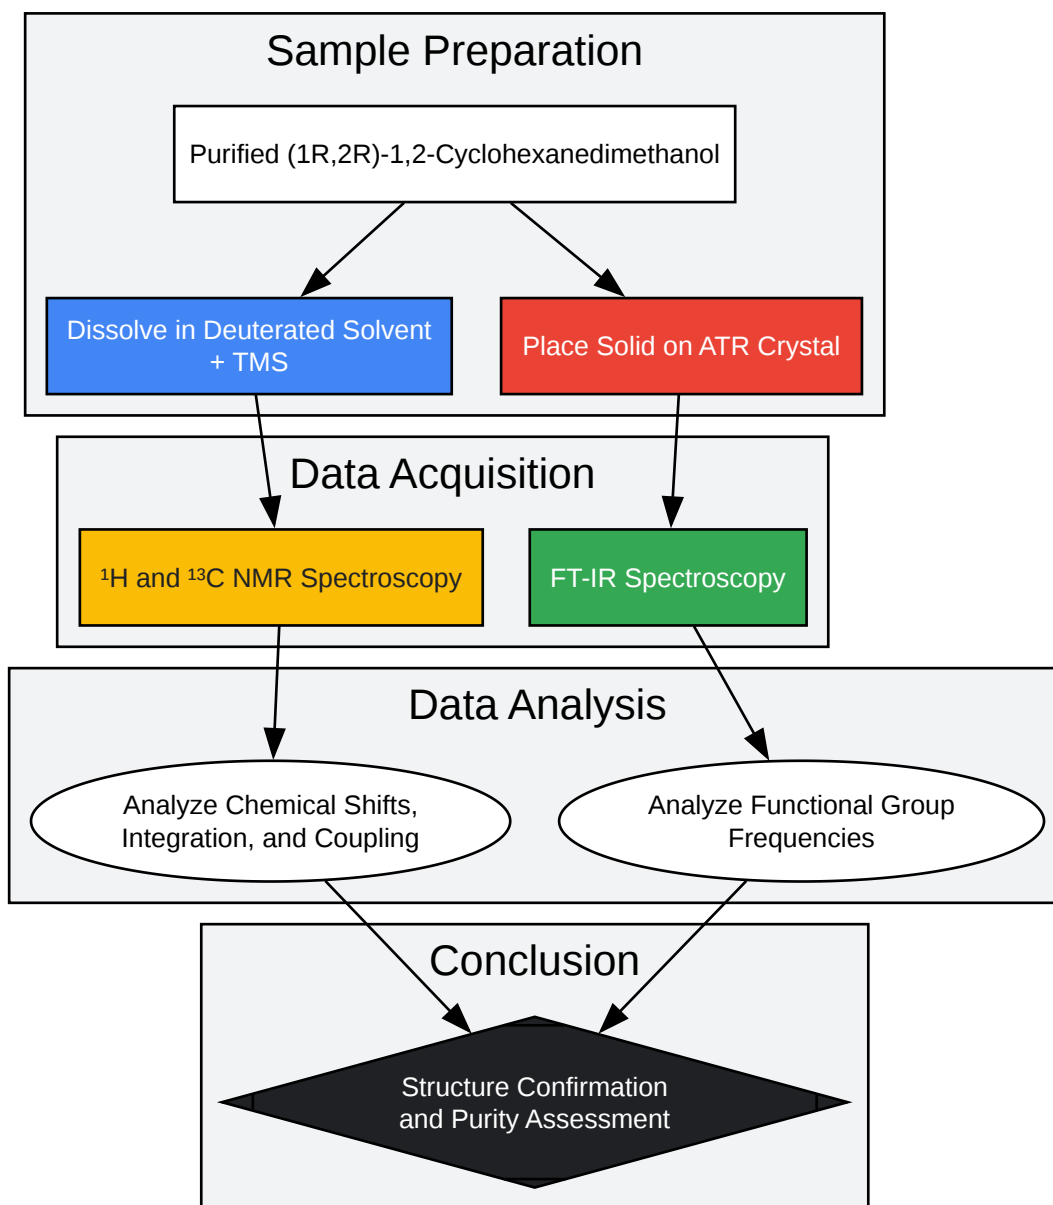 Sample Preparation
Purified (1R,2R)-1,2-Cyclohexanedimethanol
Dissolve in Deuterated Solvent
+ TMS
Place Solid on ATR Crystal
Data Acquisition
¹H and ¹³C NMR Spectroscopy
FT-IR Spectroscopy
Data Analysis
Analyze Chemical Shifts,
Integration, and Coupling
Analyze Functional Group
Frequencies
Conclusion
Structure Confirmation
and Purity Assessment